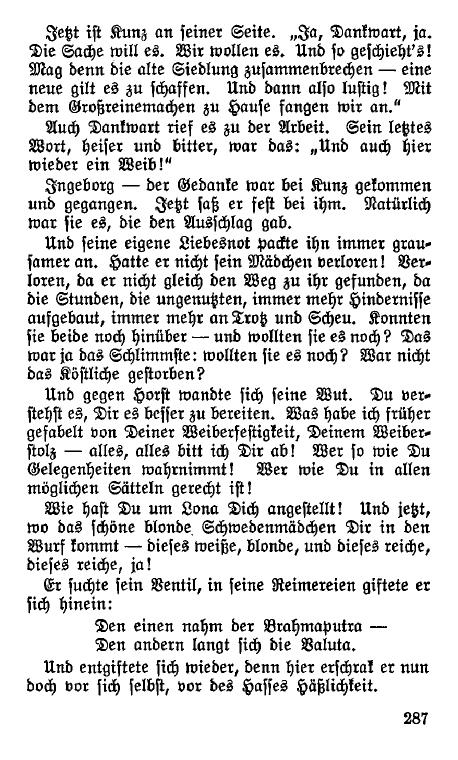 Jetzt ist Kunz an seiner Seite. „Ja, Dankwart, ja.
Die Sache will es. Wir wollen es. Und so geschieht's!
Mag denn die alte Siedlung zusammenbrechen — eine
neue gilt es zu schaffen. Und dann also lustig! Mit
dem Großreinemachen zu Hause fangen wir an.“
Auch Dankwart rief es zu der Arbeit. Sein letztes
Wort, heiser und bitter, war das: „Und auch hier
wieder ein Weib!“
Ingeborg — der Gedanke war bei Kunz gekommen
und gegangen. Jetzt saß er fest bei ihm. Natürlich
war sie es, die den Ausschlag gab.
Und seine eigene Liebesnot packte ihn immer grau-
samer an. Hatte er nicht sein Mädchen verloren! Ver-
loren, da er nicht gleich den Weg zu ihr gefunden, da
die Stunden, die ungenutzten, immer mehr Hindernisse
aufgebaut, immer mehr an Trotz und Scheu. Konnten
sie beide noch hinüber — und wollten sie es noch? Das
war ja das Schlimmste: wollten sie es noch? War nicht
das Köstliche gestorben?
Und gegen Horst wandte sich seine Wut. Du ver-
stehst es, Dir es besser zu bereiten. Was habe ich früher
gefabelt von Deiner Weiberfestigkeit, Deinem Weiber-
stolz — alles, alles bitt ich Dir ab! Wer so wie Du
Gelegenheiten wahrnimmt! Wer wie Du in allen
möglichen Sätteln gerecht ist!
Wie hast Du um Lona Dich angestellt! Und jetzt,
wo das schöne blonde Schwedenmädchen Dir in den
Wurf kommt — dieses weiße, blonde, und dieses reiche,
dieses reiche, ja!
Er suchte sein Ventil, in seine Reimereien giftete er
sich hinein:
Den einen nahm der Brahmaputra —
Den andern langt sich die Valuta.
Und entgiftete sich wieder, denn hier erschrak er nun
doch vor sich selbst, vor des Hasses Häßlichkeit.
287